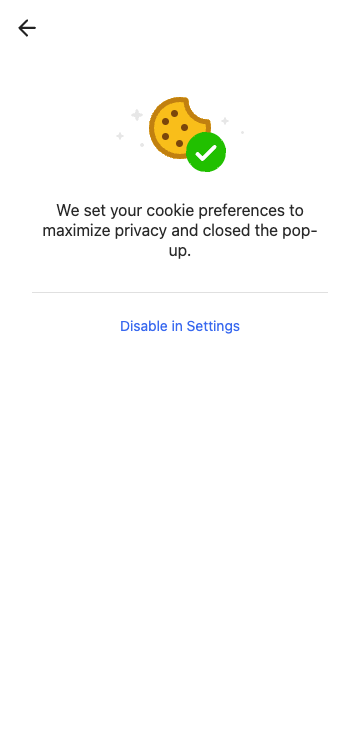 We set your cookie preferences to
maximize privacy and closed the pop-
up.
Disable in Settings